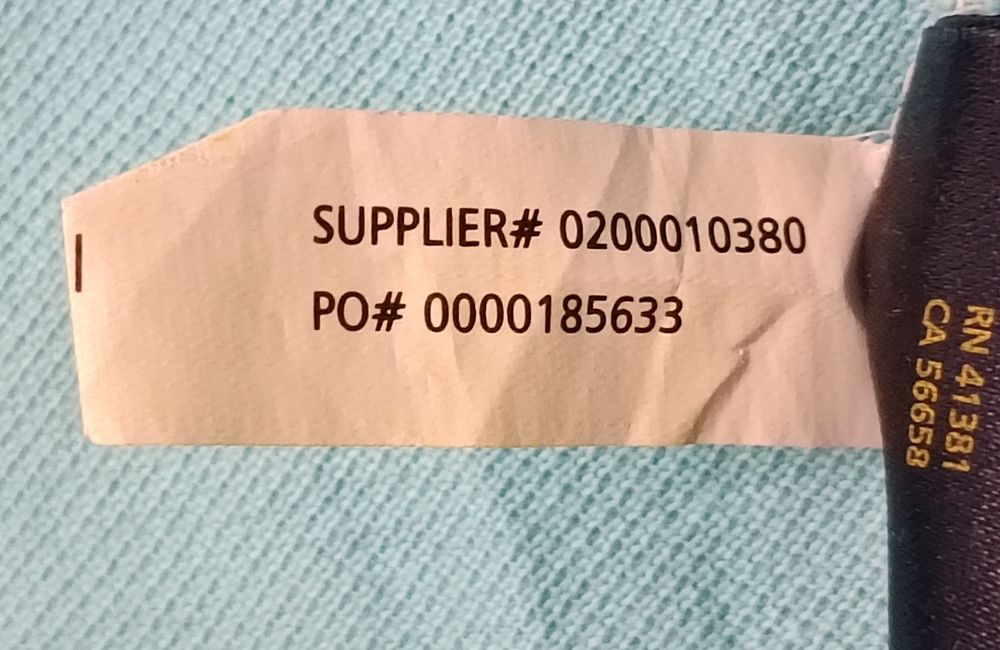 SUPPLIER# 0200010380
PO# 0000185633
RN 41381
CA 56658